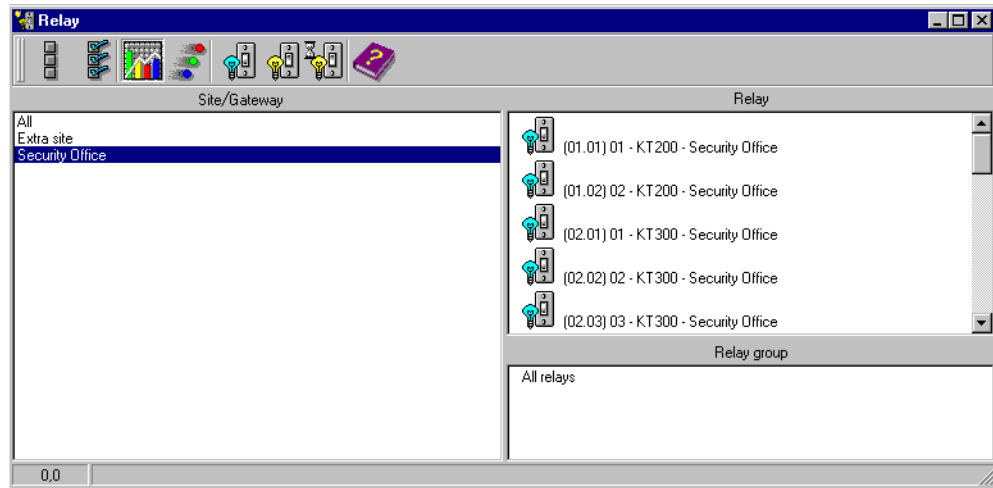 Relay
Site/Gateway
All
Extra site
Security Office
Relay
(01.01) 01 - KT200 - Security Office
(01.02) 02 - KT200 - Security Office
(02.01) 01 - KT300 - Security Office
(02.02) 02 - KT300 - Security Office
(02.03) 03 - KT300 - Security Office
Relay group
All relays
0,0